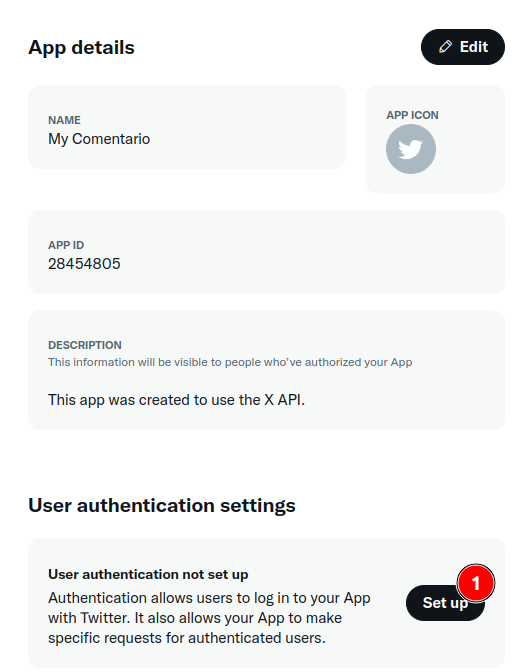 App details
Edit
NAME
My Comentario
APP ICON
APP ID
28454805
DESCRIPTION
This information will be visible to people who've authorized your App
This app was created to use the X API.
User authentication settings
User authentication not set up
Authentication allows users to log in to your App
with Twitter. It also allows your App to make
specific requests for authenticated users.
1
Set up